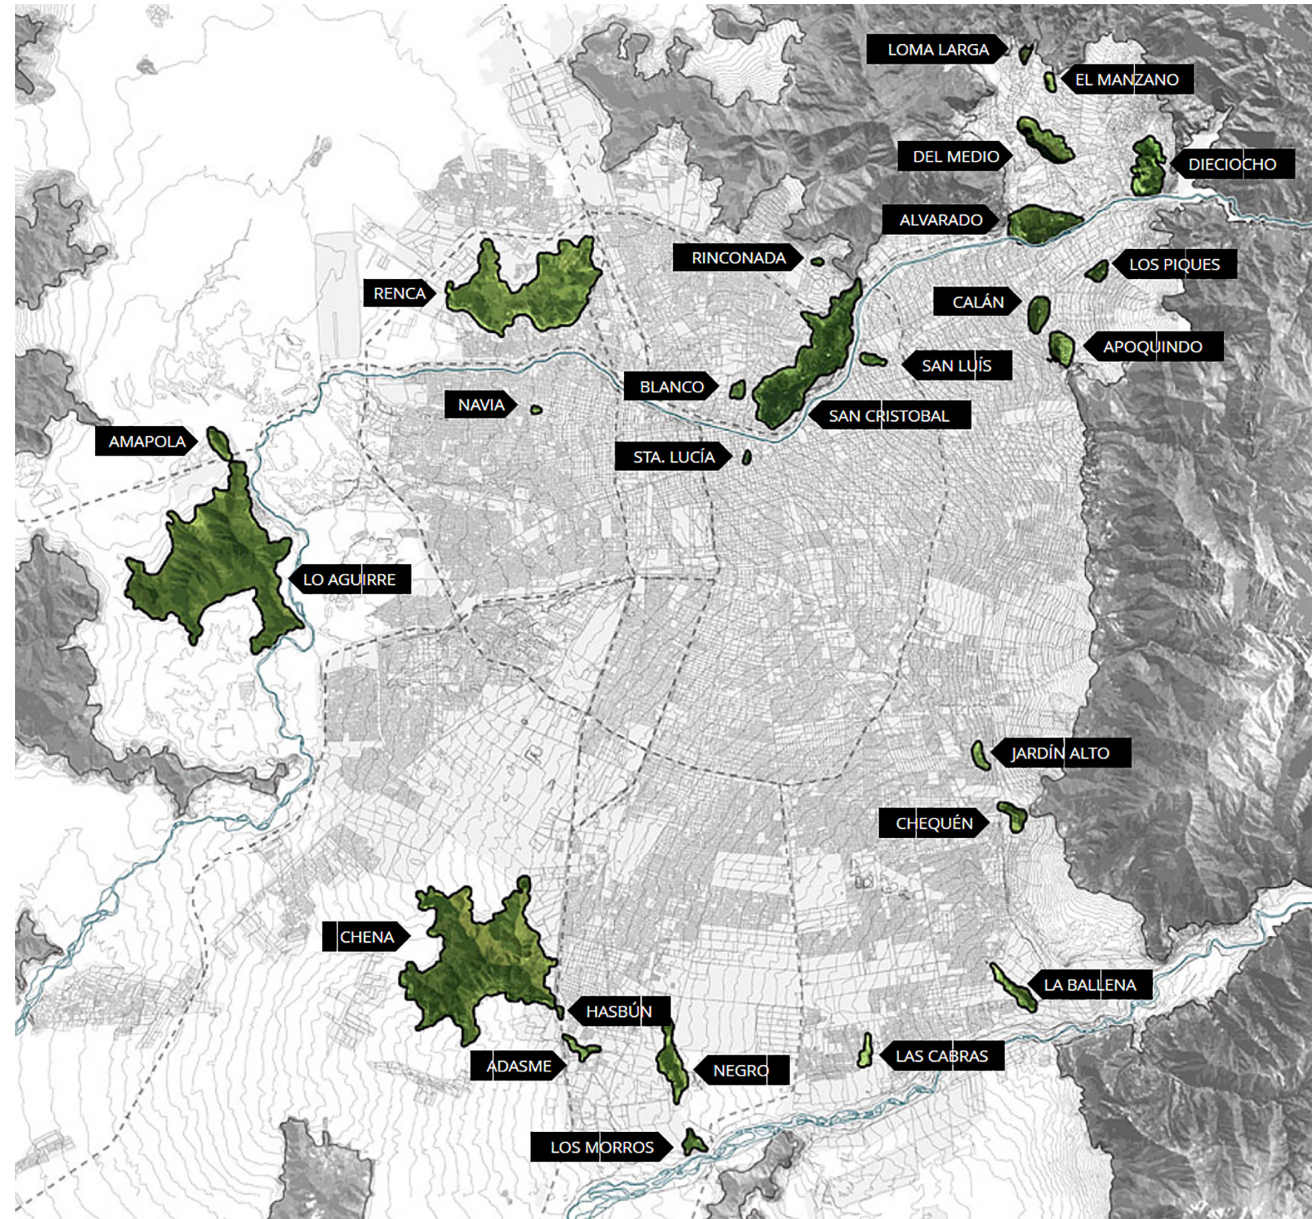 LOMA LARGA
EL MANZANO
DEL MEDIO
DIECIOCHO
ALVARADO
RINCONADA
LOS PIQUES
RENCA
CALÁN
APOQUINDO
SAN LUÍS
BLANCO
NAVIA
SAN CRISTOBAL
AMAPOLA
STA. LUCÍA
LO AGUIRRE
JARDÍN ALTO
CHEQUÉN
CHENA
LA BALLENA
HASBÚN
ADASME
NEGRO
LAS CABRAS
LOS MORROS